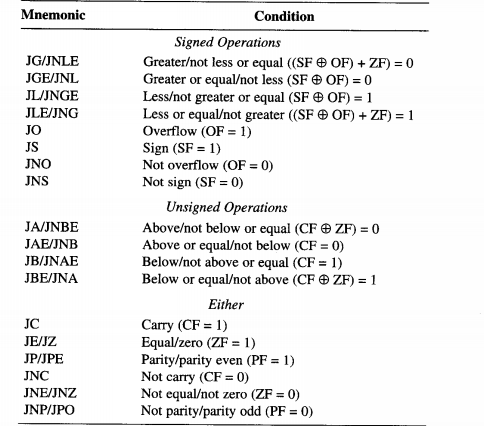 Mnemonic Condition
Signed Operations
JG/JNLE Greater/not less or equal ((SF ⊕ OF) + ZF) = 0
JGE/JNL Greater or equal/not less (SF ⊕ OF) = 0
JL/JNGE Less/not greater or equal (SF ⊕ OF) = 1
JLE/JNG Less or equal/not greater ((SF ⊕ OF) + ZF) = 1
JO Overflow (OF = 1)
JS Sign (SF = 1)
JNO Not overflow (OF = 0)
JNS Not sign (SF = 0)
Unsigned Operations
JA/JNBE Above/not below or equal (CF ⊕ ZF) = 0
JAE/JNB Above or equal/not below (CF = 0)
JB/JNAE Below/not above or equal (CF = 1)
JBE/JNA Below or equal/not above (CF ⊕ ZF) = 1
Either
JC Carry (CF = 1)
JE/JZ Equal/zero (ZF = 1)
JP/JPE Parity/parity even (PF = 1)
JNC Not carry (CF = 0)
JNE/JNZ Not equal/not zero (ZF = 0)
JNP/JPO Not parity/parity odd (PF = 0)